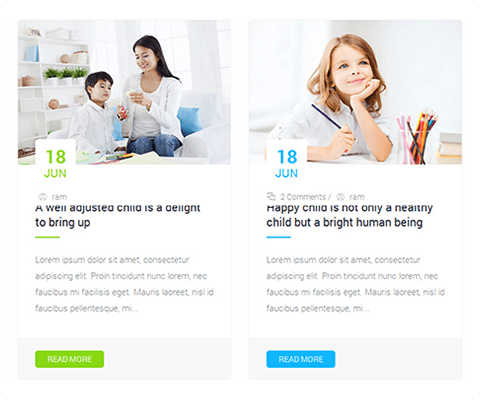 18
JUN
ram
A well adjusted child is a delight
to bring up
Lorem ipsum dolor sit amet, consectetur
adipiscing elit. Proin tincidunt nunc lorem, nec
faucibus mi facilisis eget. Mauris laoreet, nisl id
faucibus pellentesque, mi...
READ MORE
18
JUN
2 Comments / ram
Happy child is not only a healthy
child but a bright human being
Lorem ipsum dolor sit amet, consectetur
adipiscing elit. Proin tincidunt nunc lorem, nec
faucibus mi facilisis eget. Mauris laoreet, nisl id
faucibus pellentesque, mi...
READ MORE